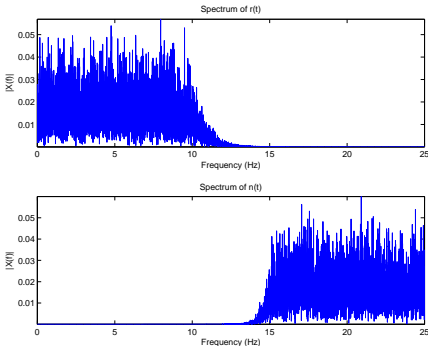 Spectrum of r(t)
0.05
0.04
0.03
0.02
0.01
|X(f)|
0 5 10 15 20 25
Frequency (Hz)
Spectrum of n(t)
0.05
0.04
0.03
0.02
0.01
|X(f)|
0 5 10 15 20 25
Frequency (Hz)